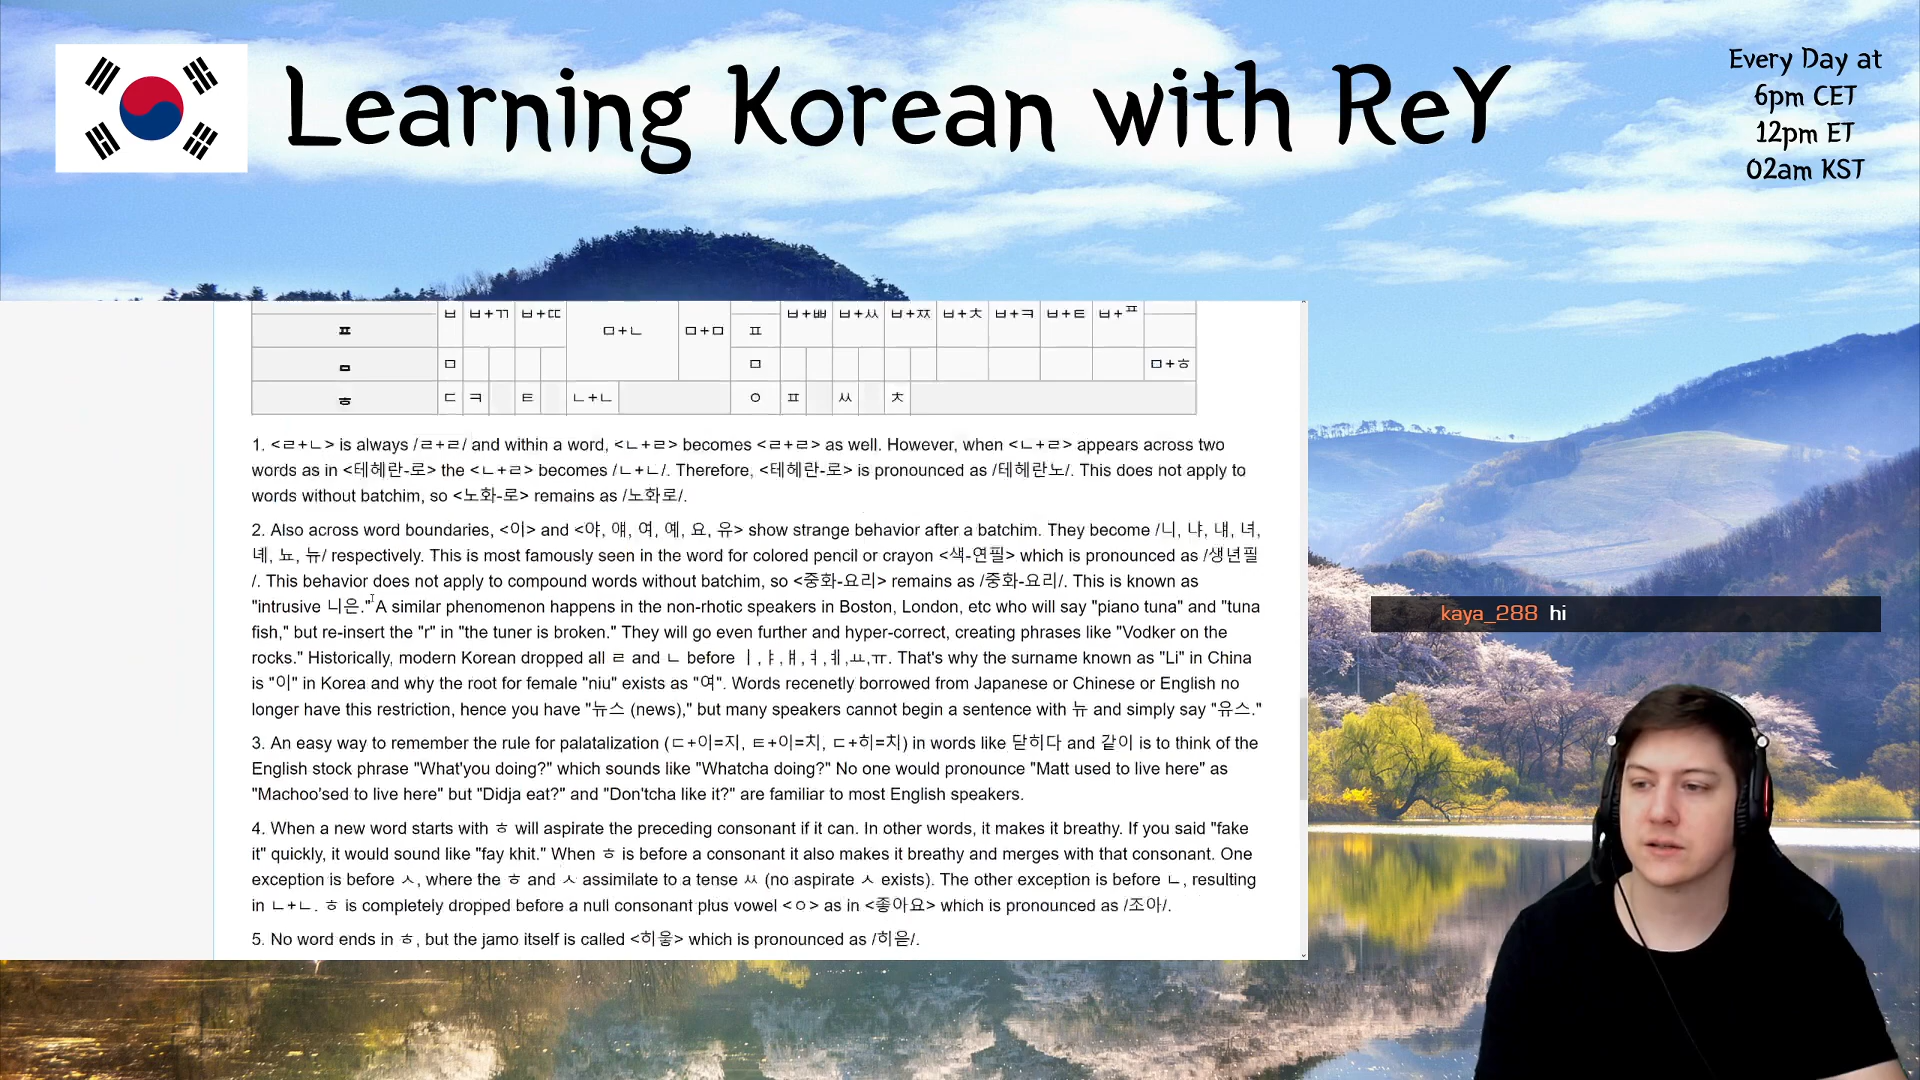 Learning Korean with ReY
Every Day at
6pm CET
12pm ET
02am KST
ㅂ ㅂ+ㄲ ㅂ+ㄸ ㅂ+ㅃ ㅂ+ㅆ ㅂ+ㅉ ㅂ+ㅊ ㅂ+ㅋ ㅂ+ㅌ ㅂ+ㅍ
ㅍ ㅁ+ㄴ ㅁ+ㅁ ㅍ
ㅁ ㅁ ㅁ ㅁ+ㅎ
ㅎ ㄷ ㅋ ㅌ ㄴ+ㄴ ㅇ ㅍ ㅆ ㅊ
1. <ㄹ+ㄴ> is always /ㄹ+ㄹ/ and within a word, <ㄴ+ㄹ> becomes <ㄹ+ㄹ> as well. However, when <ㄴ+ㄹ> appears across two
words as in <테헤란-로> the <ㄴ+ㄹ> becomes /ㄴ+ㄴ/. Therefore, <테헤란-로> is pronounced as /테헤란노/. This does not apply to
words without batchim, so <노화-로> remains as /노화로/.
2. Also across word boundaries, <이> and <야, 얘, 여, 예, 요, 유> show strange behavior after a batchim. They become /니, 냐, 냬, 녀,
녜, 뇨, 뉴/ respectively. This is most famously seen in the word for colored pencil or crayon <색-연필> which is pronounced as /생년필
/. This behavior does not apply to compound words without batchim, so <중화-요리> remains as /중화-요리/. This is known as
"intrusive 니은." A similar phenomenon happens in the non-rhotic speakers in Boston, London, etc who will say "piano tuna" and "tuna
fish," but re-insert the "r" in "the tuner is broken." They will go even further and hyper-correct, creating phrases like "Vodker on the
rocks." Historically, modern Korean dropped all ㄹ and ㄴ before ㅣ,ㅑ,ㅒ,ㅕ,ㅖ,ㅛ,ㅠ. That's why the surname known as "Li" in China
is "이" in Korea and why the root for female "niu" exists as "여". Words recenetly borrowed from Japanese or Chinese or English no
longer have this restriction, hence you have "뉴스 (news)," but many speakers cannot begin a sentence with 뉴 and simply say "유스."
3. An easy way to remember the rule for palatalization (ㄷ+이=지, ㅌ+이=치, ㄷ+히=치) in words like 닫히다 and 같이 is to think of the
English stock phrase "What'you doing?" which sounds like "Whatcha doing?" No one would pronounce "Matt used to live here" as
"Machoo'sed to live here" but "Didja eat?" and "Don'tcha like it?" are familiar to most English speakers.
4. When a new word starts with ㅎ will aspirate the preceding consonant if it can. In other words, it makes it breathy. If you said "fake
it" quickly, it would sound like "fay khit." When ㅎ is before a consonant it also makes it breathy and merges with that consonant. One
exception is before ㅅ, where the ㅎ and ㅅ assimilate to a tense ㅆ (no aspirate ㅅ exists). The other exception is before ㄴ, resulting
in ㄴ+ㄴ. ㅎ is completely dropped before a null consonant plus vowel <ㅇ> as in <좋아요> which is pronounced as /조아/.
5. No word ends in ㅎ, but the jamo itself is called <히읗> which is pronounced as /히읃/.
kaya_288 hi